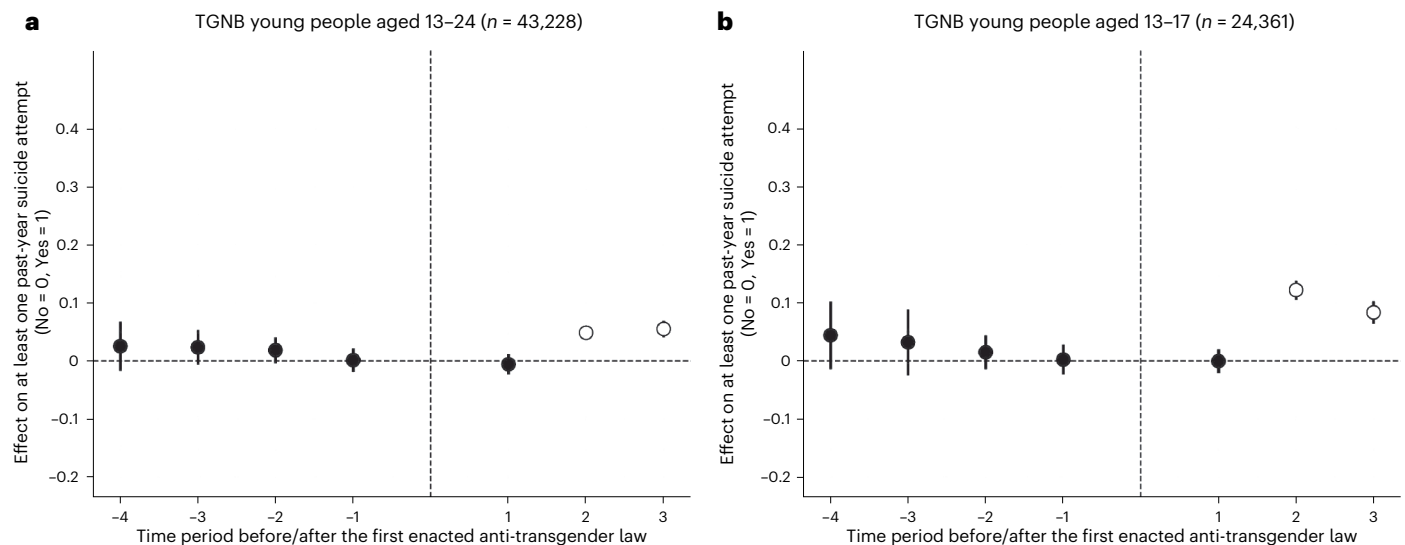 a
TGNB young people aged 13–24 (n = 43,228)
Effect on at least one past-year suicide attempt
(No = 0, Yes = 1)
0.4
0.3
0.2
0.1
0
–0.1
–0.2
–4 –3 –2 –1 1 2 3
Time period before/after the first enacted anti-transgender law
b
TGNB young people aged 13–17 (n = 24,361)
Effect on at least one past-year suicide attempt
(No = 0, Yes = 1)
0.4
0.3
0.2
0.1
0
–0.1
–0.2
–4 –3 –2 –1 1 2 3
Time period before/after the first enacted anti-transgender law